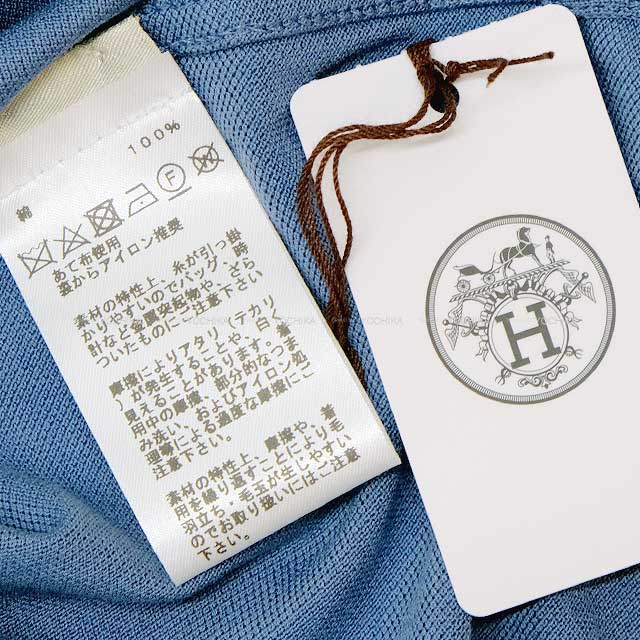 100%
綿
F
W
あて布使用
裏からアイロン推奨
素材の特性上、糸が引っ掛
かりやすいのでバッグ、時
計など金属突起物や、ざら
ついたものにご注意下さい
摩擦によりアタリ(テカリ
)が発生することや、白く
見えることがあります。着
用中の摩擦、部分的なつま
み洗い、およびアイロン処
理等による過度な摩擦にご
注意下さい。
素材の特性上、摩擦や、着
用を繰り返すことにより毛
羽立ち・毛玉が生じやすい
のでお取り扱いにはご注意
下さい。
H